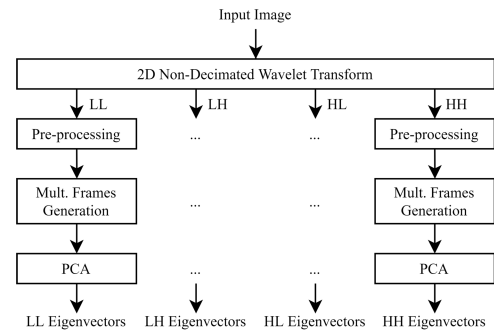 Input Image
2D Non-Decimated Wavelet Transform
LL
LH
HL
HH
Pre-processing
...
...
Pre-processing
Mult. Frames
Generation
...
...
Mult. Frames
Generation
PCA
...
...
PCA
LL Eigenvectors
LH Eigenvectors
HL Eigenvectors
HH Eigenvectors